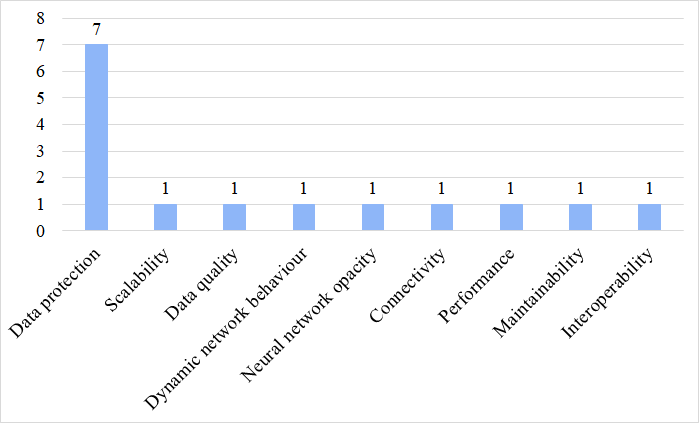 8
7
6
5
4
3
2
1
0
7
1
1
1
1
1
1
1
1
Data protection
Scalability
Data quality
Dynamic network behaviour
Neural network opacity
Connectivity
Performance
Maintainability
Interoperability